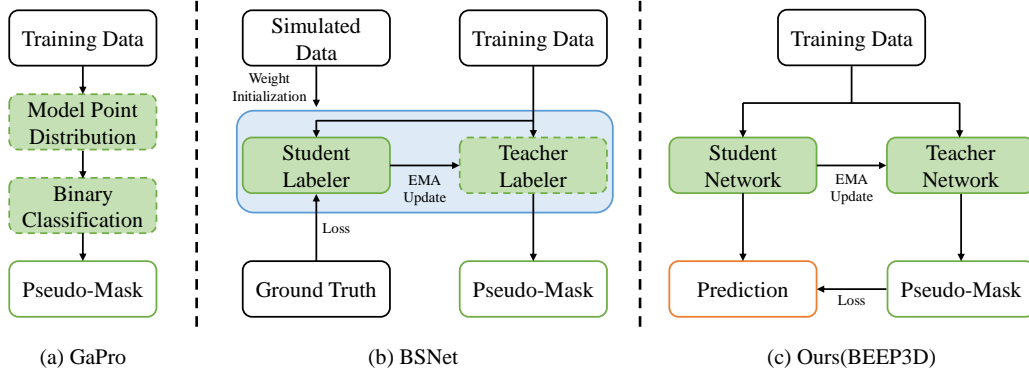 Training Data
Model Point
Distribution
Binary
Classification
Pseudo-Mask
(a) GaPro
Simulated
Data
Training Data
Weight
Initialization
Student
Labeler
EMA
Update
Teacher
Labeler
Loss
Ground Truth
Pseudo-Mask
(b) BSNet
Training Data
Student
Network
EMA
Update
Teacher
Network
Prediction
Loss
Pseudo-Mask
(c) Ours(BEEP3D)